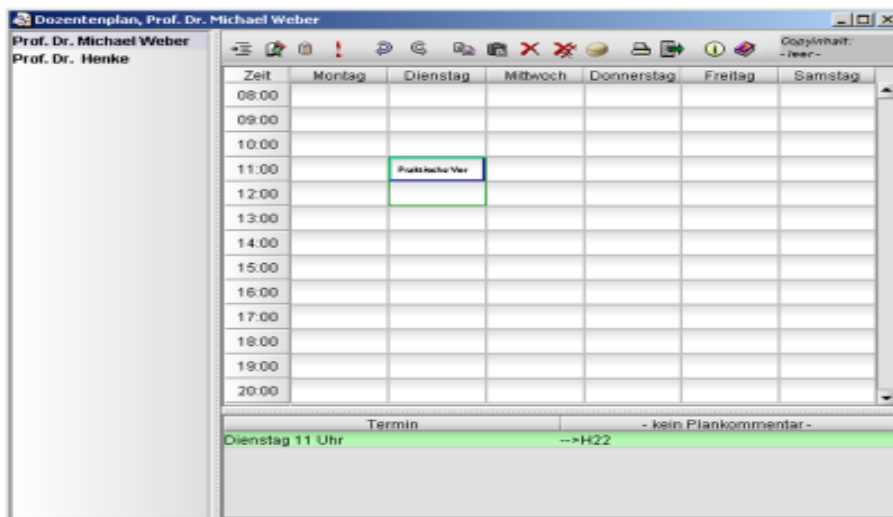 Dozentenplan, Prof. Dr. Michael Weber
Prof. Dr. Michael Weber
Prof. Dr. Henke
Copyinhalt:
-leer-
Zeit Montag Dienstag Mittwoch Donnerstag Freitag Samstag
08:00
09:00
10:00
11:00 Praktische Ver
12:00
13:00
14:00
15:00
16:00
17:00
18:00
19:00
20:00
Termin - kein Plankommentar -
Dienstag 11 Uhr -->H22